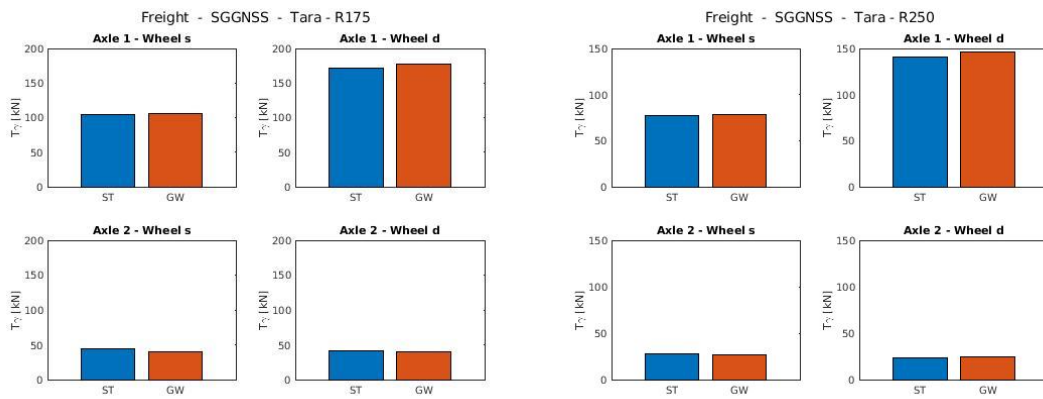 Freight - SGGNSS - Tara - R175
Axle 1 - Wheel s
Tγ [kN]
200
150
100
50
0
ST GW
Axle 1 - Wheel d
Tγ [kN]
200
150
100
50
0
ST GW
Axle 2 - Wheel s
Tγ [kN]
200
150
100
50
0
ST GW
Axle 2 - Wheel d
Tγ [kN]
200
150
100
50
0
ST GW
Freight - SGGNSS - Tara - R250
Axle 1 - Wheel s
Tγ [kN]
150
100
50
0
ST GW
Axle 1 - Wheel d
Tγ [kN]
150
100
50
0
ST GW
Axle 2 - Wheel s
Tγ [kN]
150
100
50
0
ST GW
Axle 2 - Wheel d
Tγ [kN]
150
100
50
0
ST GW